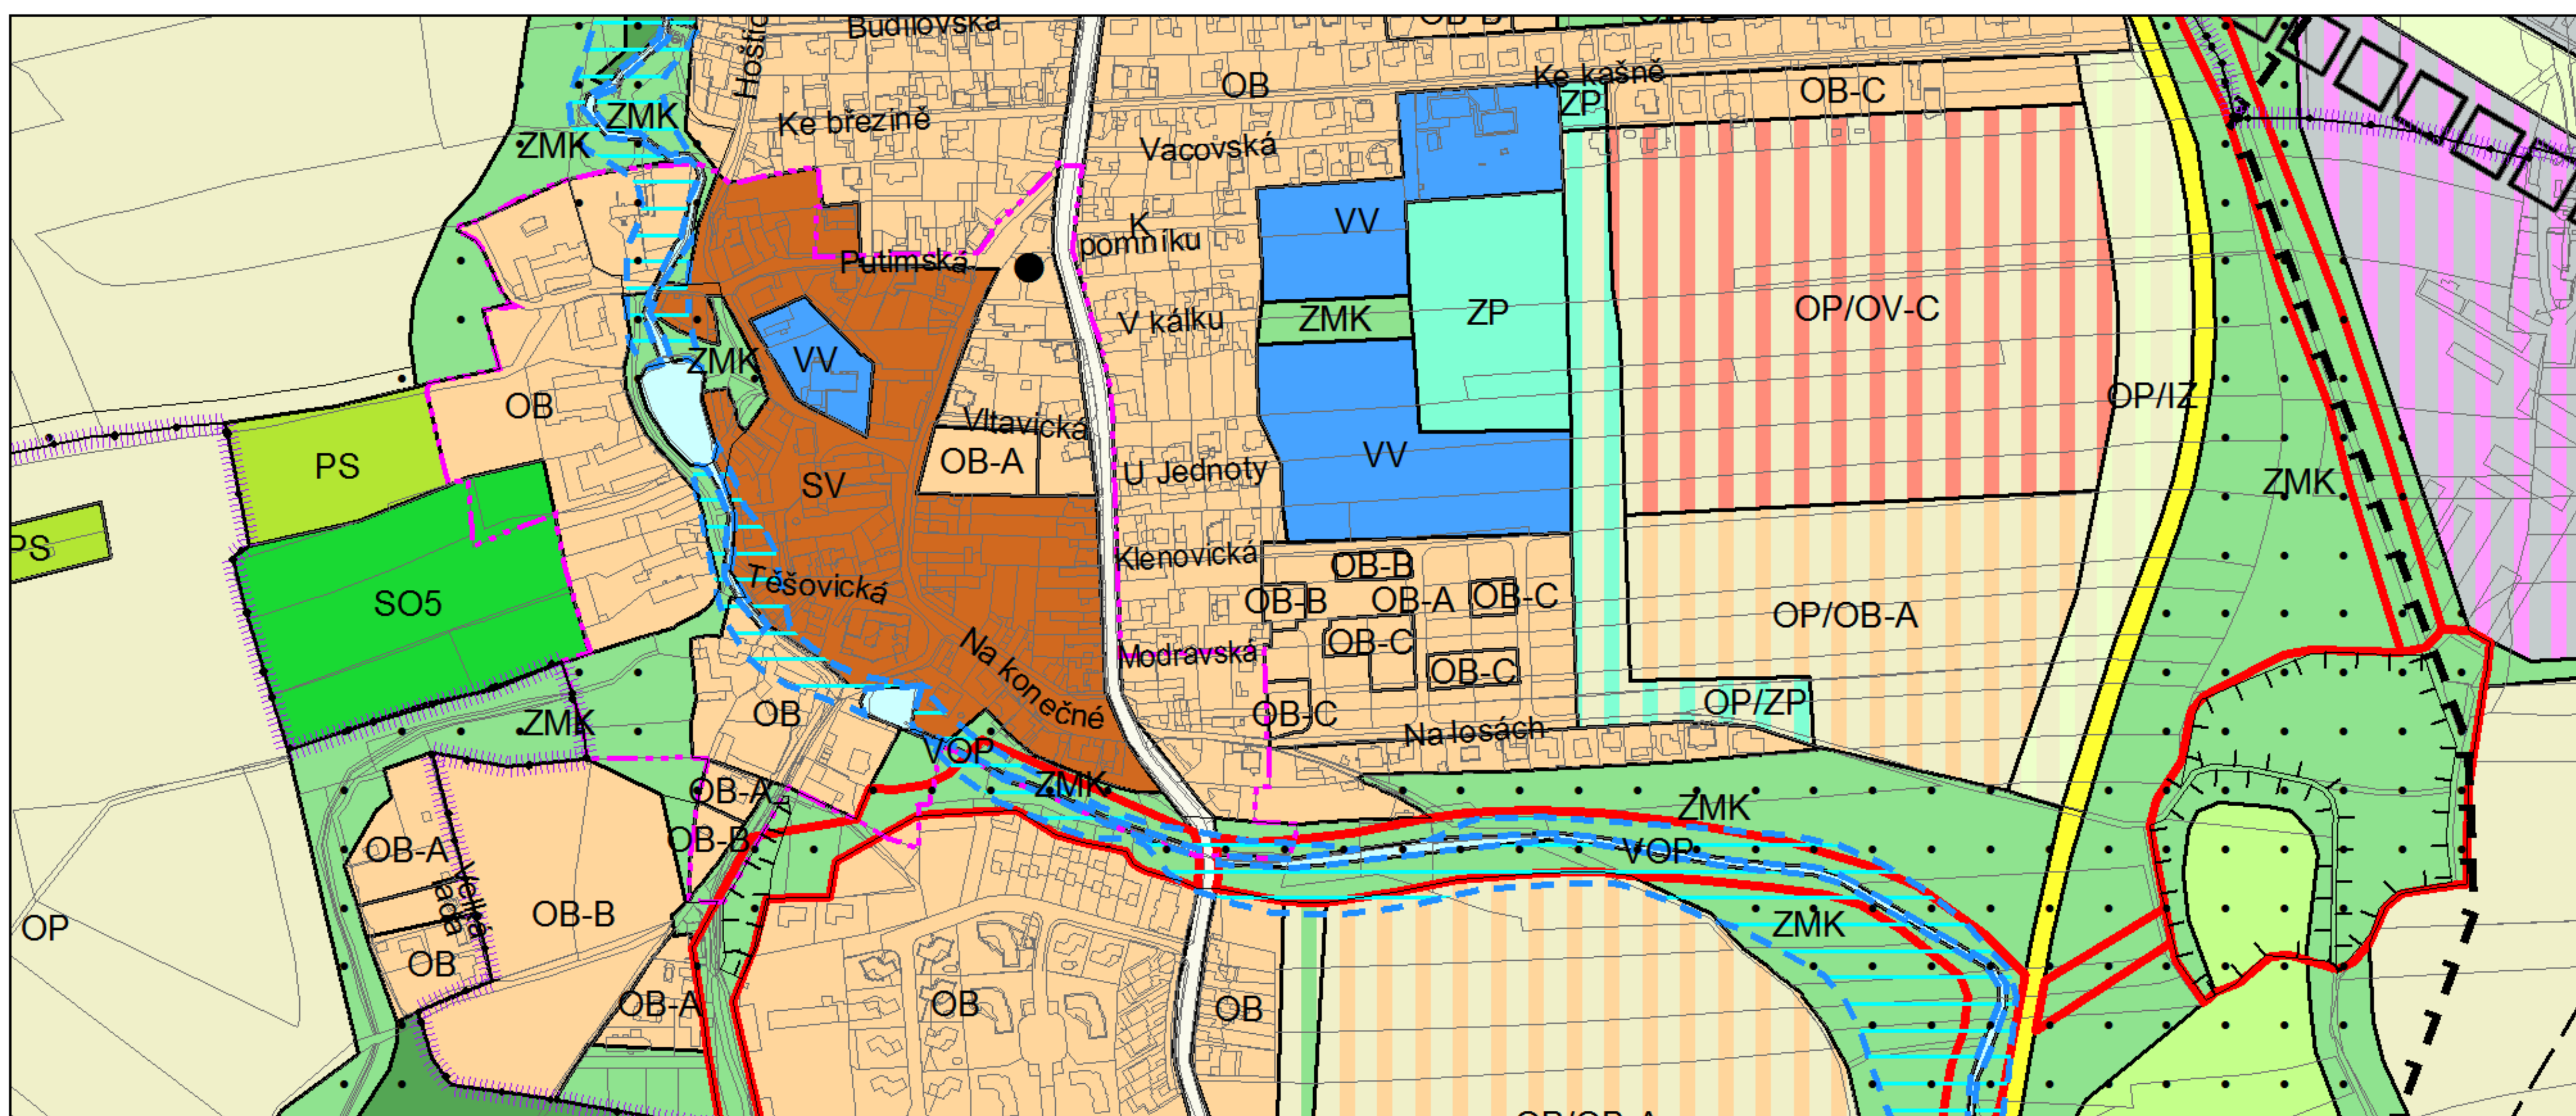 Budilovská
OB
Ke kašně
ZP
OB-C
ZMK
ZMK
Ke březině
Vacovská
VV
K
pomníku
Putimská
ZMK
V kálku
ZP
OP/OV-C
ZMK
VV
OP/IZ
OB
Vltavická
OB-A
PS
SV
U Jednoty
VV
ZMK
PS
Klenovická
OB-B
SO5
Těšovická
OB-B
OB-A
OB-C
OP/OB-A
OB-C
Na konečné
Modravská
OB-C
ZMK
OB
OB-C
Na losách
OP/ZP
VOP
OB-A
ZMK
ZMK
OB-B
OB-A
VOP
Velká
lada
OB-B
OP
ZMK
OB
OB-A
OB
OB